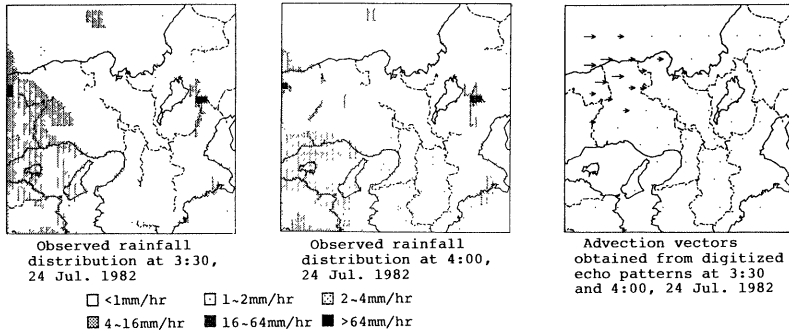 Observed rainfall
distribution at 3:30,
24 Jul. 1982
Observed rainfall
distribution at 4:00,
24 Jul. 1982
Advection vectors
obtained from digitized
echo patterns at 3:30
and 4:00, 24 Jul. 1982
<1mm/hr 1~2mm/hr 2~4mm/hr
4~16mm/hr 16~64mm/hr >64mm/hr